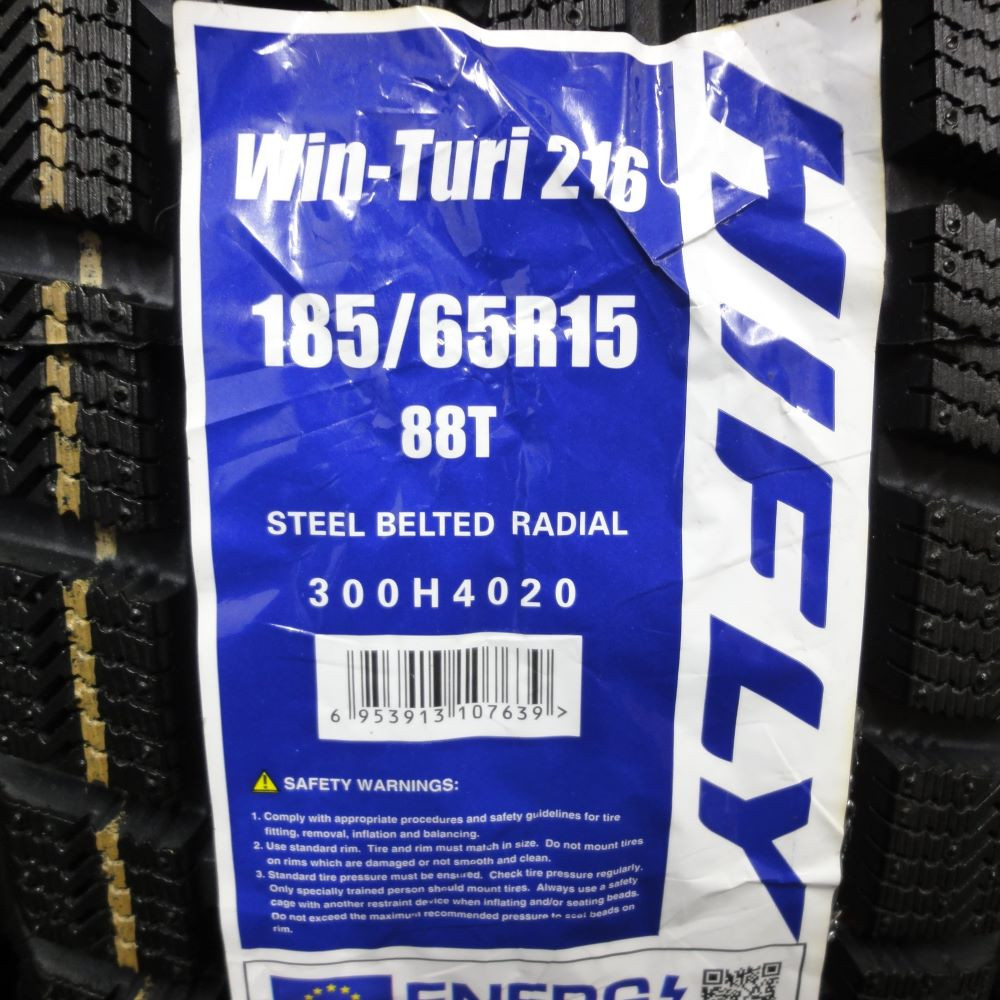 Win-Turi 216
185/65R15
88T
STEEL BELTED RADIAL
300H4020
6 953913 107639 >
SAFETY WARNINGS:
1. Comply with appropriate procedures and safety guidelines for tire
fitting, removal, inflation and balancing.
2. Use standard rim. Tire and rim must match in size. Do not mount tires
on rims which are damaged or not smooth and clean.
3. Standard tire pressure must be ensured. Check tire pressure regularly.
Only specially trained person should mount tires. Always use a safety
cage with another restraint device when inflating and/or seating beads.
Do not exceed the maximum recommended pressure to seat beads on
rim.
HIFLY
ENERG